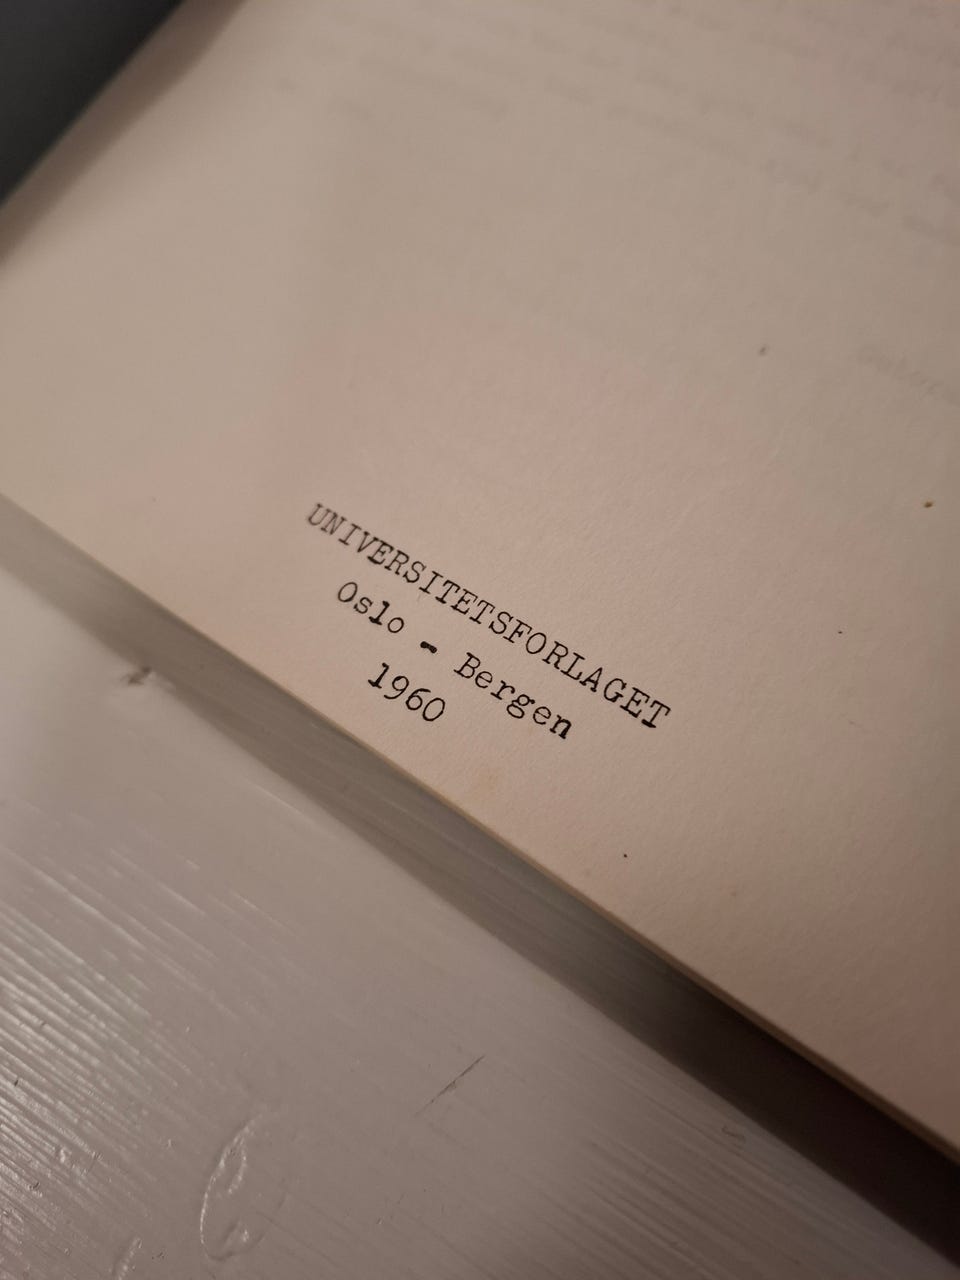 UNIVERSITETSFORLAGET
Oslo - Bergen
1960